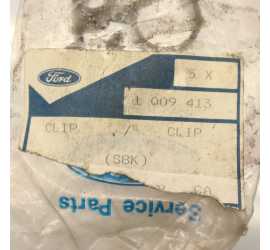 Ford
5 X
1 009 413
CLIP /" CLIP
(SBK)
Service Parts